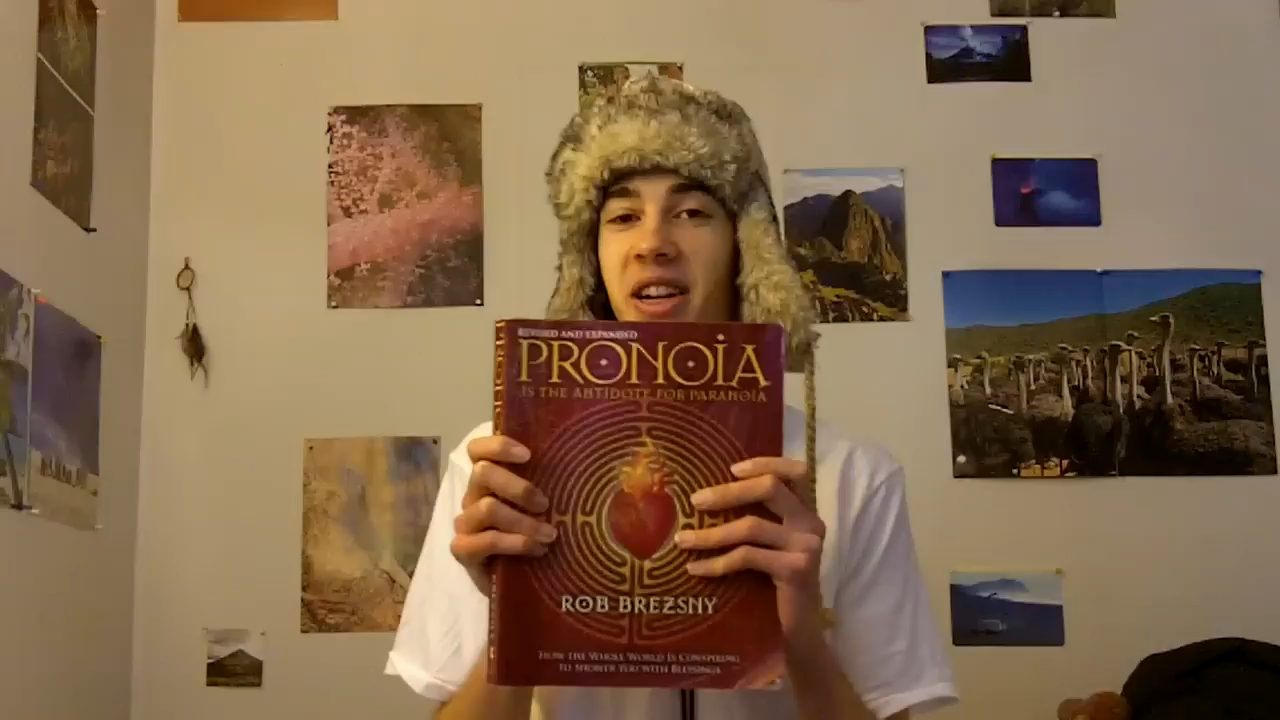 REVISED AND EXPANDED
PRONOIA
IS THE ANTIDOTE FOR PARANOIA
ROB BREZSNY
HOW THE WHOLE WORLD IS CONSPIRING
TO SHOWER YOU WITH BLESSINGS